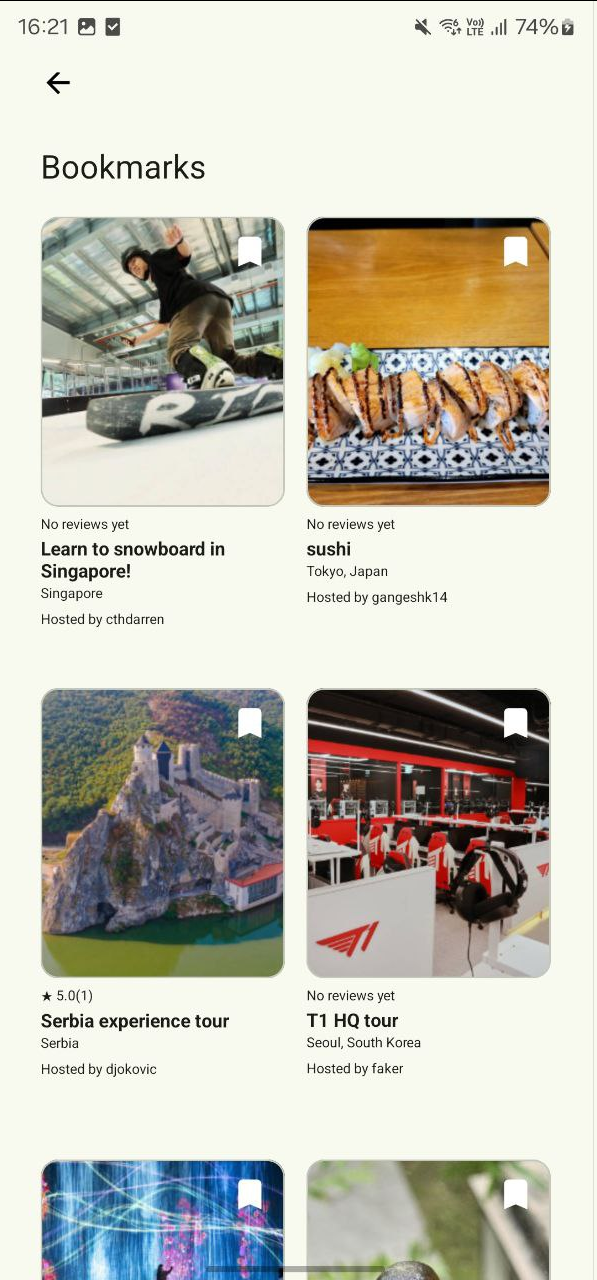 16:21
Vo))
LTE
74%
Bookmarks
RID
No reviews yet
Learn to snowboard in
Singapore!
Singapore
Hosted by cthdarren
No reviews yet
sushi
Tokyo, Japan
Hosted by gangeshk14
★ 5.0(1)
Serbia experience tour
Serbia
Hosted by djokovic
T1
No reviews yet
T1 HQ tour
Seoul, South Korea
Hosted by faker